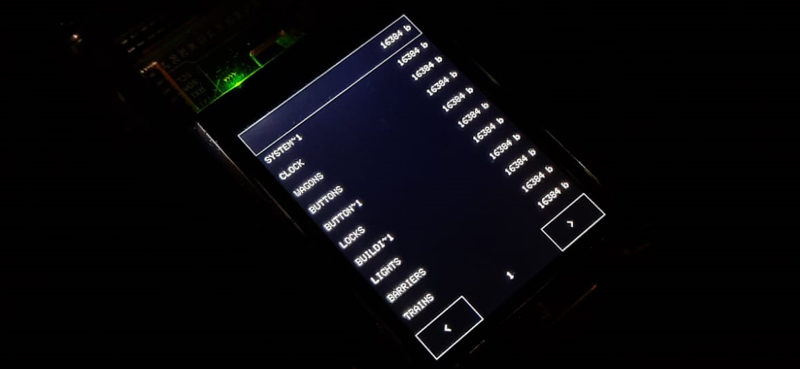 16384 b
SYSTEM~1 16384 b
CLOCK 16384 b
WAGONS 16384 b
BUTTONS 16384 b
BUTTON~1 16384 b
LOCKS 16384 b
BUILDI~1 16384 b
LIGHTS 16384 b
BARRIERS 16384 b
TRAINS 16384 b
< 1 >